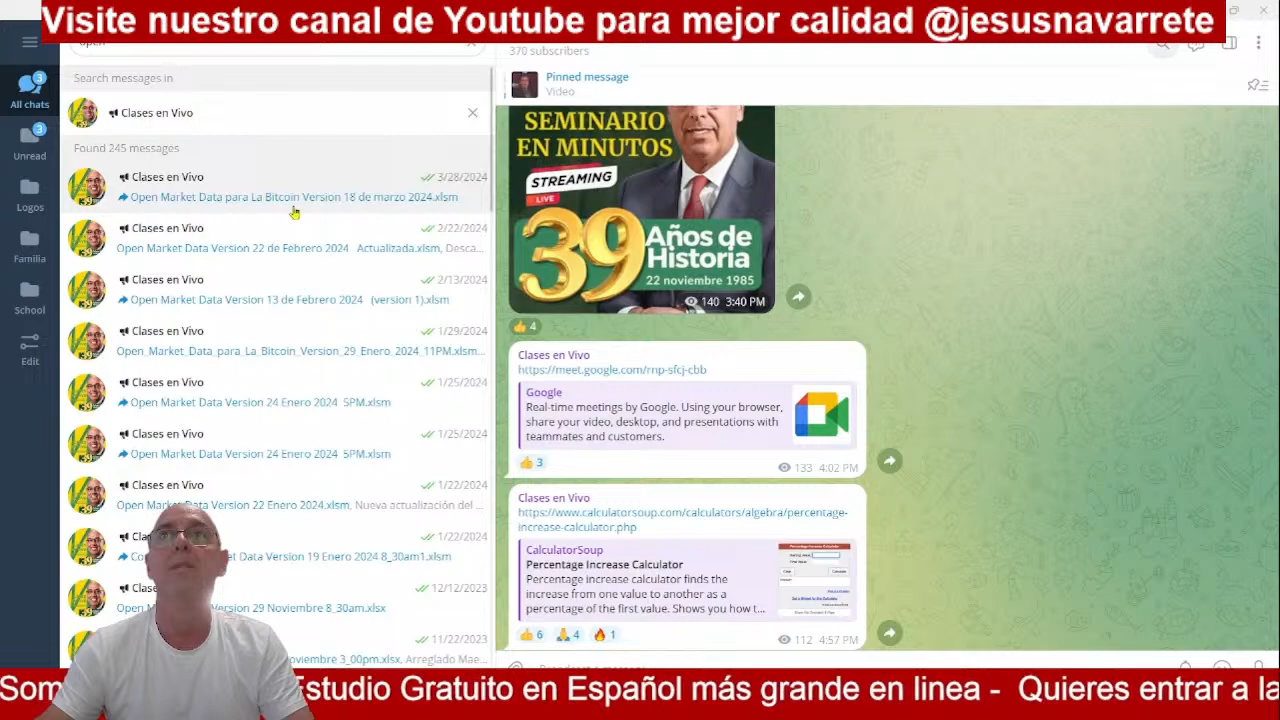 Visite nuestro canal de Youtube para mejor calidad @jesusnavarrete
open
Search messages in
Clases en Vivo
Found 245 messages
Clases en Vivo
3/28/2024
Open Market Data para La Bitcoin Version 18 de marzo 2024.xlsm
Clases en Vivo
2/22/2024
Open Market Data Version 22 de Febrero 2024 Actualizada.xlsm, Desca...
Clases en Vivo
2/13/2024
Open Market Data Version 13 de Febrero 2024 (version 1).xlsm
Clases en Vivo
1/29/2024
Open_Market_Data_para_La_Bitcoin_Version_29_Enero_2024_11PM.xlsm...
Clases en Vivo
1/25/2024
Open Market Data Version 24 Enero 2024 5PM.xlsm
Clases en Vivo
1/25/2024
Open Market Data Version 24 Enero 2024 5PM.xlsm
Clases en Vivo
1/22/2024
Open Market Data Version 22 Enero 2024.xlsm, Nueva actualización del ...
1/22/2024
Data Version 19 Enero 2024 8_30am1.xlsm
12/12/2023
Version 29 Noviembre 8_30am.xlsx
11/22/2023
oviembre 3_00pm.xlsx, Arreglado Mae...
3
All chats
3
Unread
Logos
Familia
School
Edit
370 subscribers
Pinned message
Video
SEMINARIO
EN MINUTOS
STREAMING
LIVE
39
Años de
Historia
22 noviembre 1985
140 3:40 PM
4
Clases en Vivo
https://meet.google.com/rnp-sfcj-cbb
Google
Real-time meetings by Google. Using your browser,
share your video, desktop, and presentations with
teammates and customers.
3
133 4:02 PM
Clases en Vivo
https://www.calculatorsoup.com/calculators/algebra/percentage-
increase-calculator.php
CalculatorSoup
Percentage Increase Calculator
Percentage increase calculator finds the
increase from one value to another as a
percentage of the first value. Shows you how t...
6 4 1
112 4:57 PM
Broadcast a message...
Som
Estudio Gratuito en Español más grande en linea - Quieres entrar a la